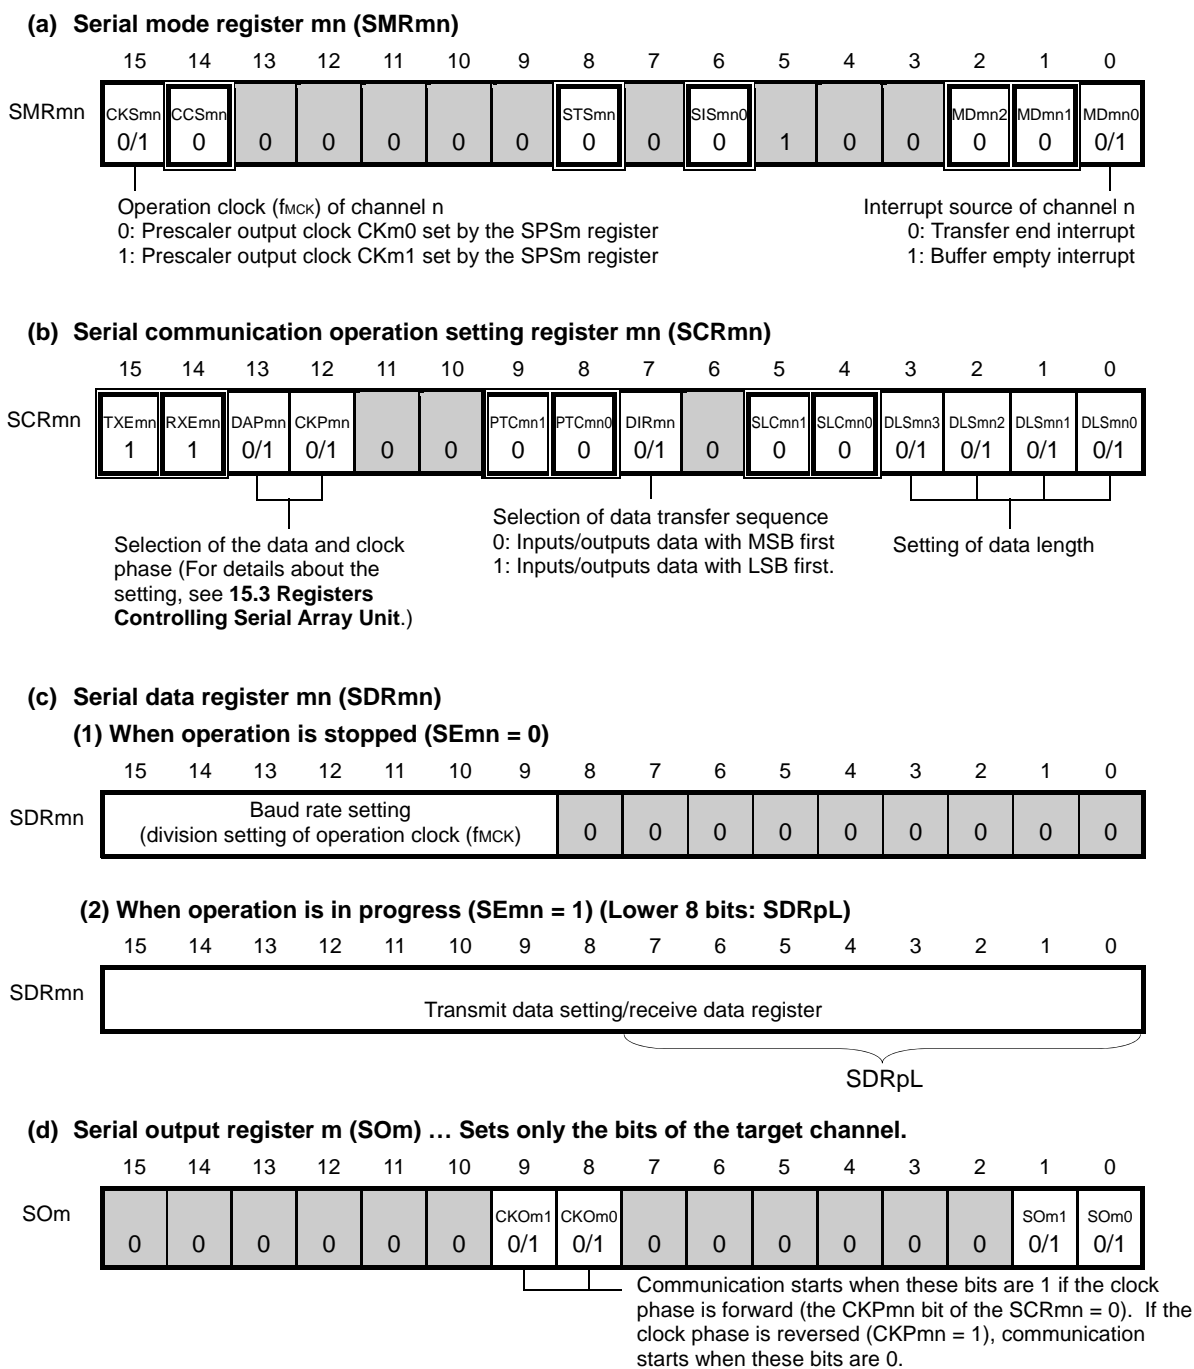 (a) Serial mode register mn (SMRmn)
15 14 13 12 11 10 9 8 7 6 5 4 3 2 1 0
SMRmn CKSmn CCSmn STSmn SISmn0 MDmn2 MDmn1 MDmn0
0/1 0 0 0 0 0 0 0 0 0 1 0 0 0 0 0/1
Operation clock (fMCK) of channel n
0: Prescaler output clock CKm0 set by the SPSm register
1: Prescaler output clock CKm1 set by the SPSm register
Interrupt source of channel n
0: Transfer end interrupt
1: Buffer empty interrupt
(b) Serial communication operation setting register mn (SCRmn)
15 14 13 12 11 10 9 8 7 6 5 4 3 2 1 0
SCRmn TXEmn RXEmn DAPmn CKPmn PTCmn1 PTCmn0 DIRmn SLCmn1 SLCmn0 DLSmn3 DLSmn2 DLSmn1 DLSmn0
1 1 0/1 0/1 0 0 0 0 0/1 0 0 0 0/1 0/1 0/1 0/1
Selection of the data and clock
phase (For details about the
setting, see 15.3 Registers
Controlling Serial Array Unit.)
Selection of data transfer sequence
0: Inputs/outputs data with MSB first
1: Inputs/outputs data with LSB first.
Setting of data length
(c) Serial data register mn (SDRmn)
(1) When operation is stopped (SEmn = 0)
15 14 13 12 11 10 9 8 7 6 5 4 3 2 1 0
SDRmn
Baud rate setting
(division setting of operation clock (fMCK)
0 0 0 0 0 0 0 0 0
(2) When operation is in progress (SEmn = 1) (Lower 8 bits: SDRpL)
15 14 13 12 11 10 9 8 7 6 5 4 3 2 1 0
SDRmn
Transmit data setting/receive data register
SDRpL
(d) Serial output register m (SOm) … Sets only the bits of the target channel.
15 14 13 12 11 10 9 8 7 6 5 4 3 2 1 0
SOm CKOm1 CKOm0 SOm1 SOm0
0 0 0 0 0 0 0/1 0/1 0 0 0 0 0 0 0/1 0/1
Communication starts when these bits are 1 if the clock
phase is forward (the CKPmn bit of the SCRmn = 0). If the
clock phase is reversed (CKPmn = 1), communication
starts when these bits are 0.